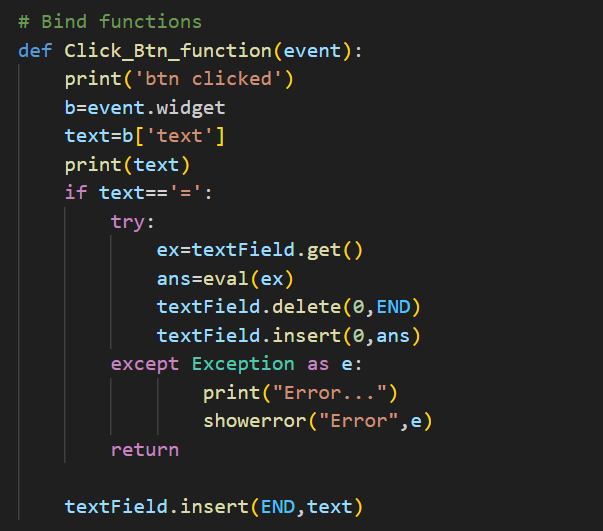 # Bind functions
def Click_Btn_function(event):
    print('btn clicked')
    b=event.widget
    text=b['text']
    print(text)
    if text=='=':
        try:
            ex=textField.get()
            ans=eval(ex)
            textField.delete(0,END)
            textField.insert(0,ans)
        except Exception as e:
                print("Error...")
                showerror("Error",e)
        return

    textField.insert(END,text)